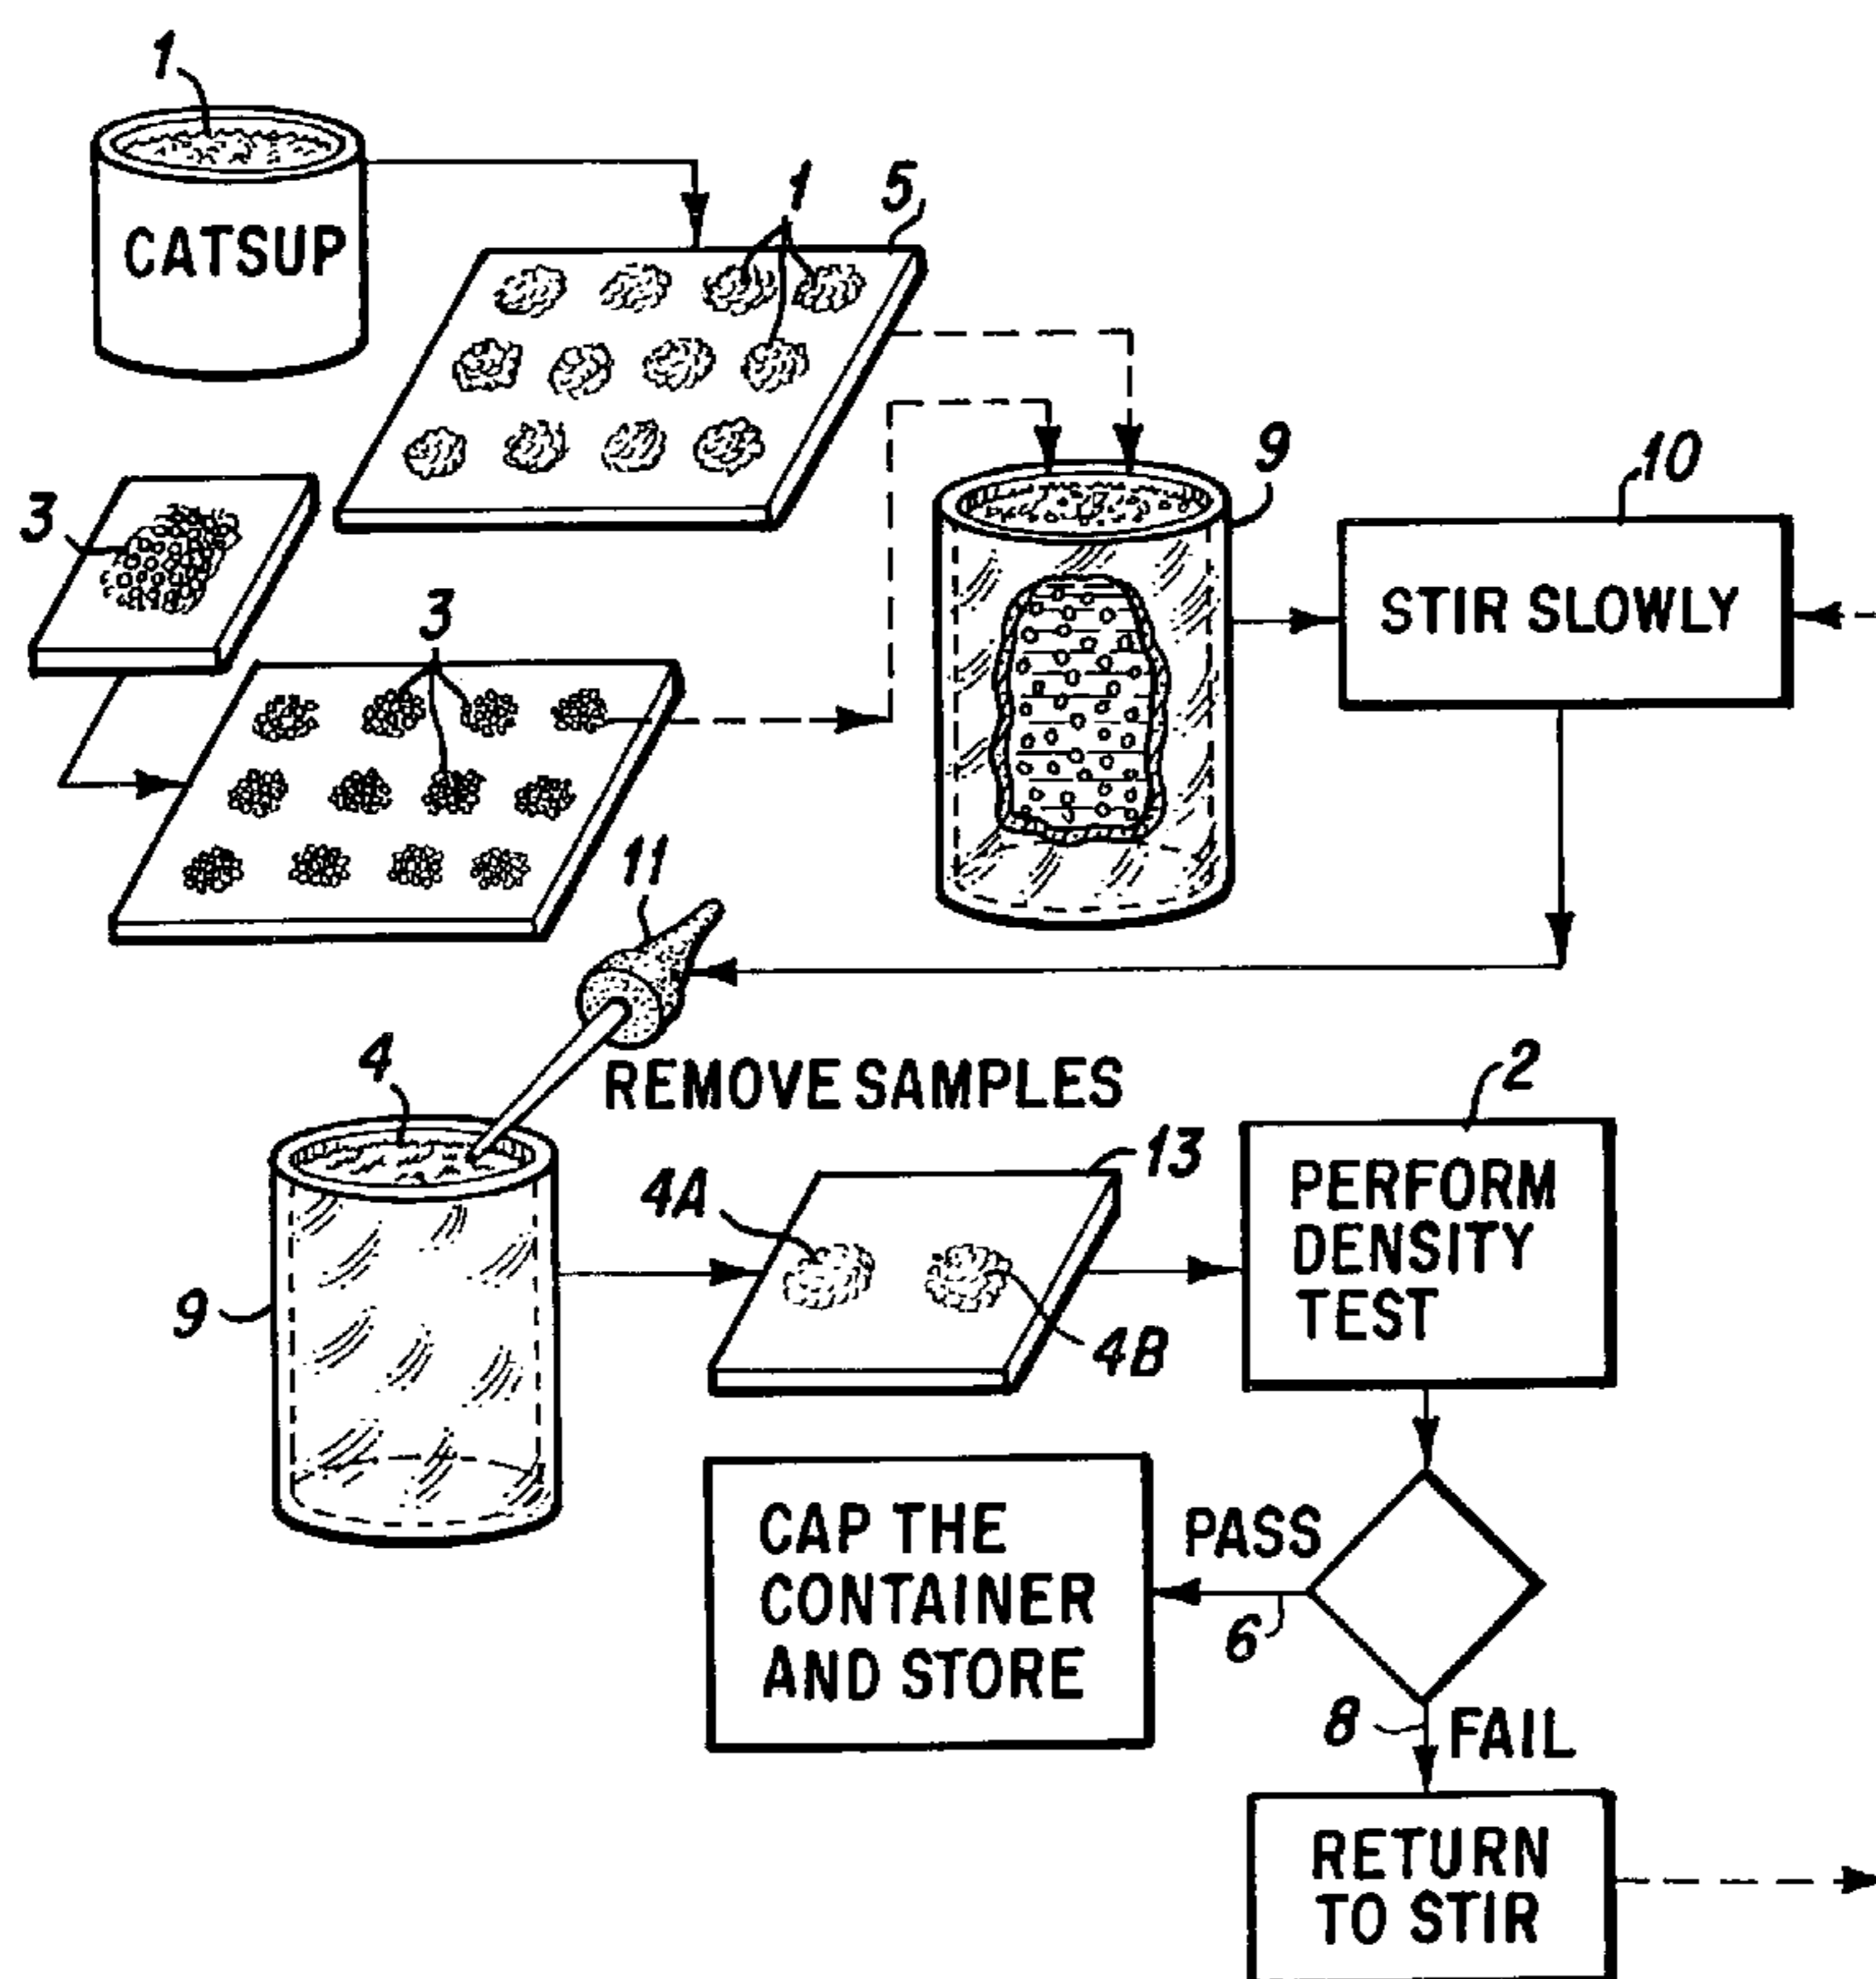 1
CATSUP
1
5
3
3
9
10
STIR SLOWLY
11
REMOVE SAMPLES
4
9
4A
13
4B
2
PERFORM
DENSITY
TEST
CAP THE
CONTAINER
AND STORE
PASS
6
8
FAIL
RETURN
TO STIR